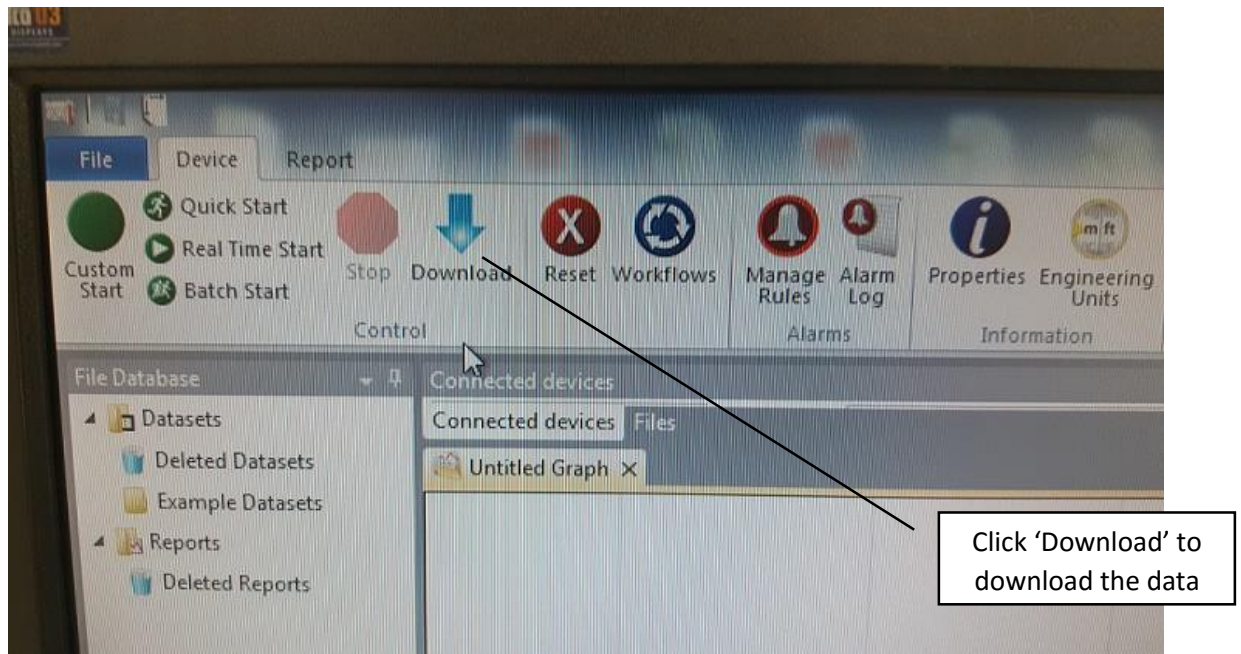 DISPLAYS
File Device Report
Quick Start
Real Time Start
Batch Start
Custom
Start
Stop
Download
Reset
Workflows
Manage
Rules
Alarm
Log
Properties
Engineering
Units
m ft
Control
Alarms
Information
File Database
Datasets
Deleted Datasets
Example Datasets
Reports
Deleted Reports
Connected devices
Connected devices Files
Untitled Graph
Click ‘Download’ to
download the data